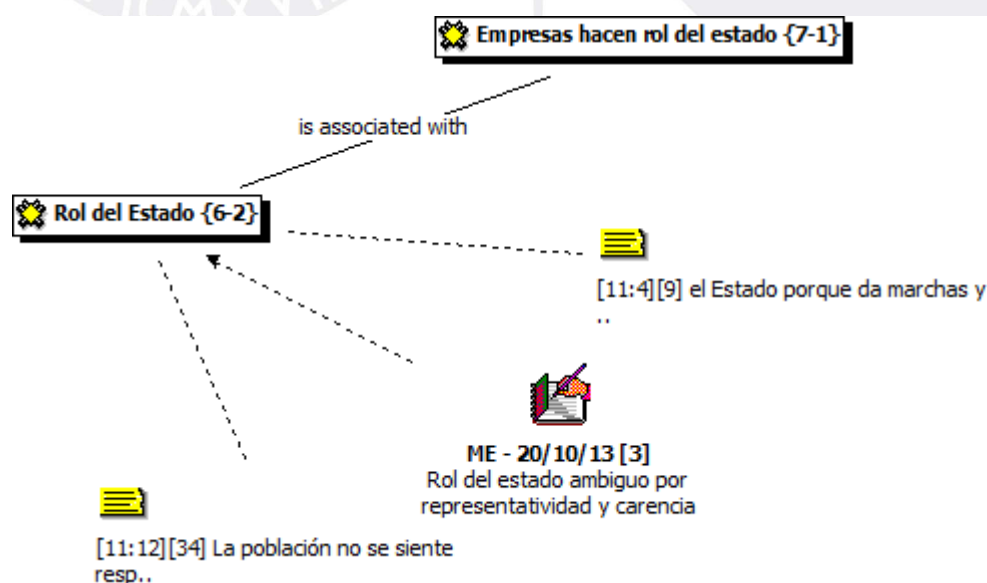 Empresas hacen rol del estado {7-1}
is associated with
Rol del Estado {6-2}
[11:4][9] el Estado porque da marchas y
..
ME - 20/10/13 [3]
Rol del estado ambiguo por
representatividad y carencia
[11:12][34] La población no se siente
resp..